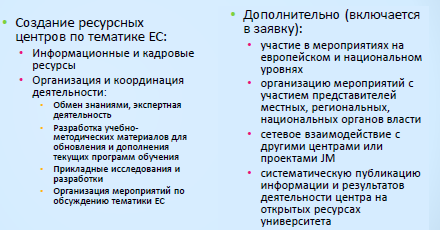 Создание ресурсных
центров по тематике ЕС:
Информационные и кадровые
ресурсы
Организация и координация
деятельности:
Обмен знаниями, экспертная
деятельность
Разработка учебно-
методических материалов для
обновления и дополнения
текущих программ обучения
Прикладные исследования и
разработки
Организация мероприятий по
обсуждению тематики ЕС
Дополнительно (включается
в заявку):
участие в мероприятиях на
европейском и национальном
уровнях
организацию мероприятий с
участием представителей
местных, региональных,
национальных органов власти
сетевое взаимодействие с
другими центрами или
проектами JM
систематическую публикацию
информации и результатов
деятельности центра на
открытых ресурсах
университета